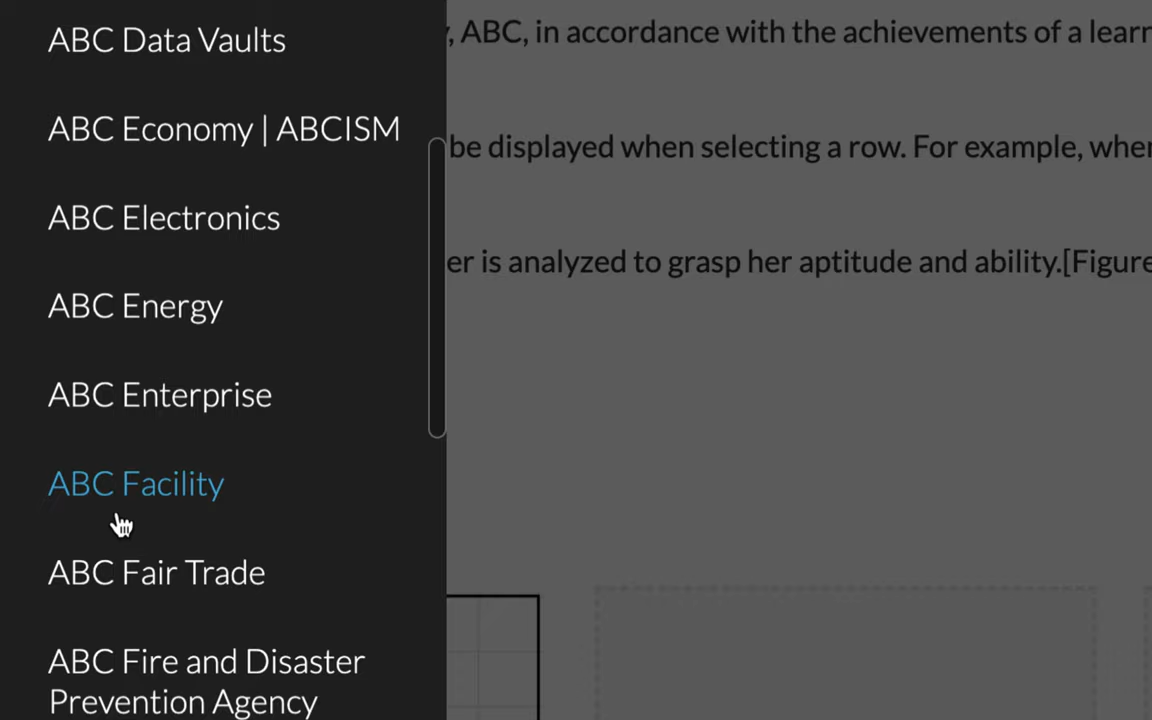 ABC Data Vaults
, ABC, in accordance with the achievements of a learn
ABC Economy | ABCISM
be displayed when selecting a row. For example, when
ABC Electronics
er is analyzed to grasp her aptitude and ability.[Figure
ABC Energy
ABC Enterprise
ABC Facility
ABC Fair Trade
ABC Fire and Disaster
Prevention Agency